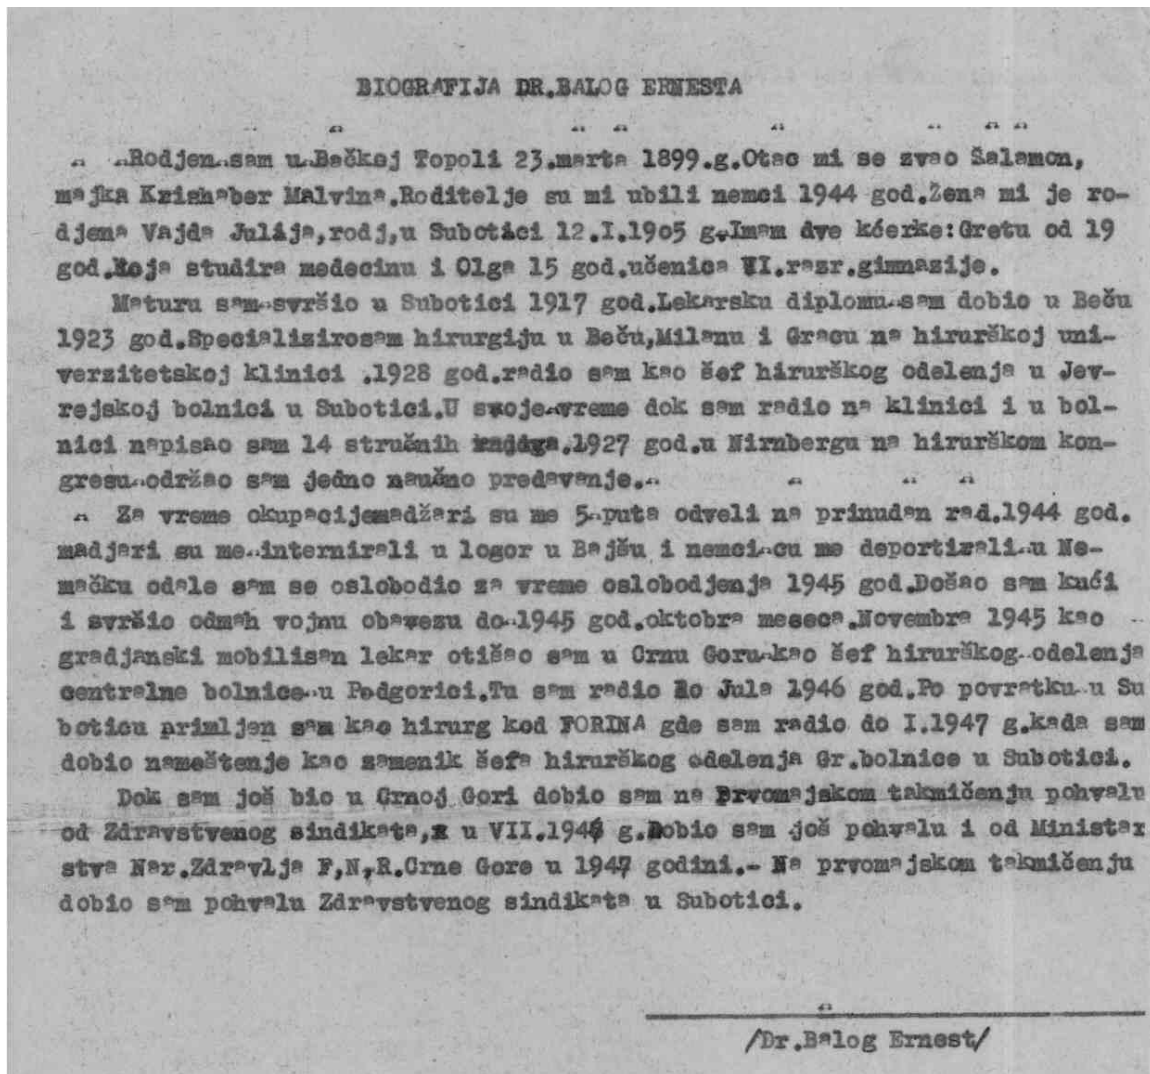 BIOGRAFIJA DR.BALOG ERNESTA
Rodjen sam u Bačkoj Topoli 23.marta 1899.g.Otac mi se zvao Šalamon,
majka Krishaber Malvina.Roditelje su mi ubili nemci 1944 god.Žena mi je ro-
djena Vajda Julija,rodj,u Subotici 12.I.1905 g.Imam dve kćerke:Gretu od 19
god.koja studira medecinu i Olga 15 god.učenica VI.razr.gimnazije.
Maturu sam svršio u Subotici 1917 god.Lekarsku diplomu sam dobio u Beču
1923 god.Specializirosam hirurgiju u Beču,Milanu i Gracu na hirurškoj uni-
verzitetskoj klinici .1928 god.radio sam kao šef hirurškog odelenja u Jev-
rejskoj bolnici u Subotici.U svoje vreme dok sam radio na klinici i u bol-
nici napisao sam 14 stručnih 1927 god.u Nirnbergu na hirurškom kon-
gresu održao sam jedno naučno predavanje.
Za vreme okupacijemadžari su me 5 puta odveli na prinudan rad.1944 god.
madjari su me internirali u logor u Bajšu i nemci cu me deportirali u Ne-
mačku odale sam se oslobodio za vreme oslobodjenja 1945 god.Došao sam kući
i svršio odmah vojnu obavezu do 1945 god.oktobra meseca.Novembra 1945 kao
gradjanski mobilisan lekar otišao sam u Crnu Goru kao šef hirurškog odelenja
centralne bolnice u Podgorici.Tu sam radio do Jula 1946 god.Po povratku u Su
boticu primljen sam kao hirurg kod FORINA gde sam radio do I.1947 g.kada sam
dobio nameštenje kao zamenik šefa hirurškog odelenja Gr.bolnice u Subotici.
Dok sam još bio u Crnoj Gori dobio sam na Prvomajskom takmičenju pohvalu
od Zdravstvenog sindikata, u VII.1946 g.Dobio sam još pohvalu i od Ministar
stva Nar.Zdravlja F,N,R.Crne Gore u 1947 godini.- Na prvomajskom takmičenju
dobio sam pohvalu Zdravstvenog sindikata u Subotici.
/Dr.Balog Ernest/